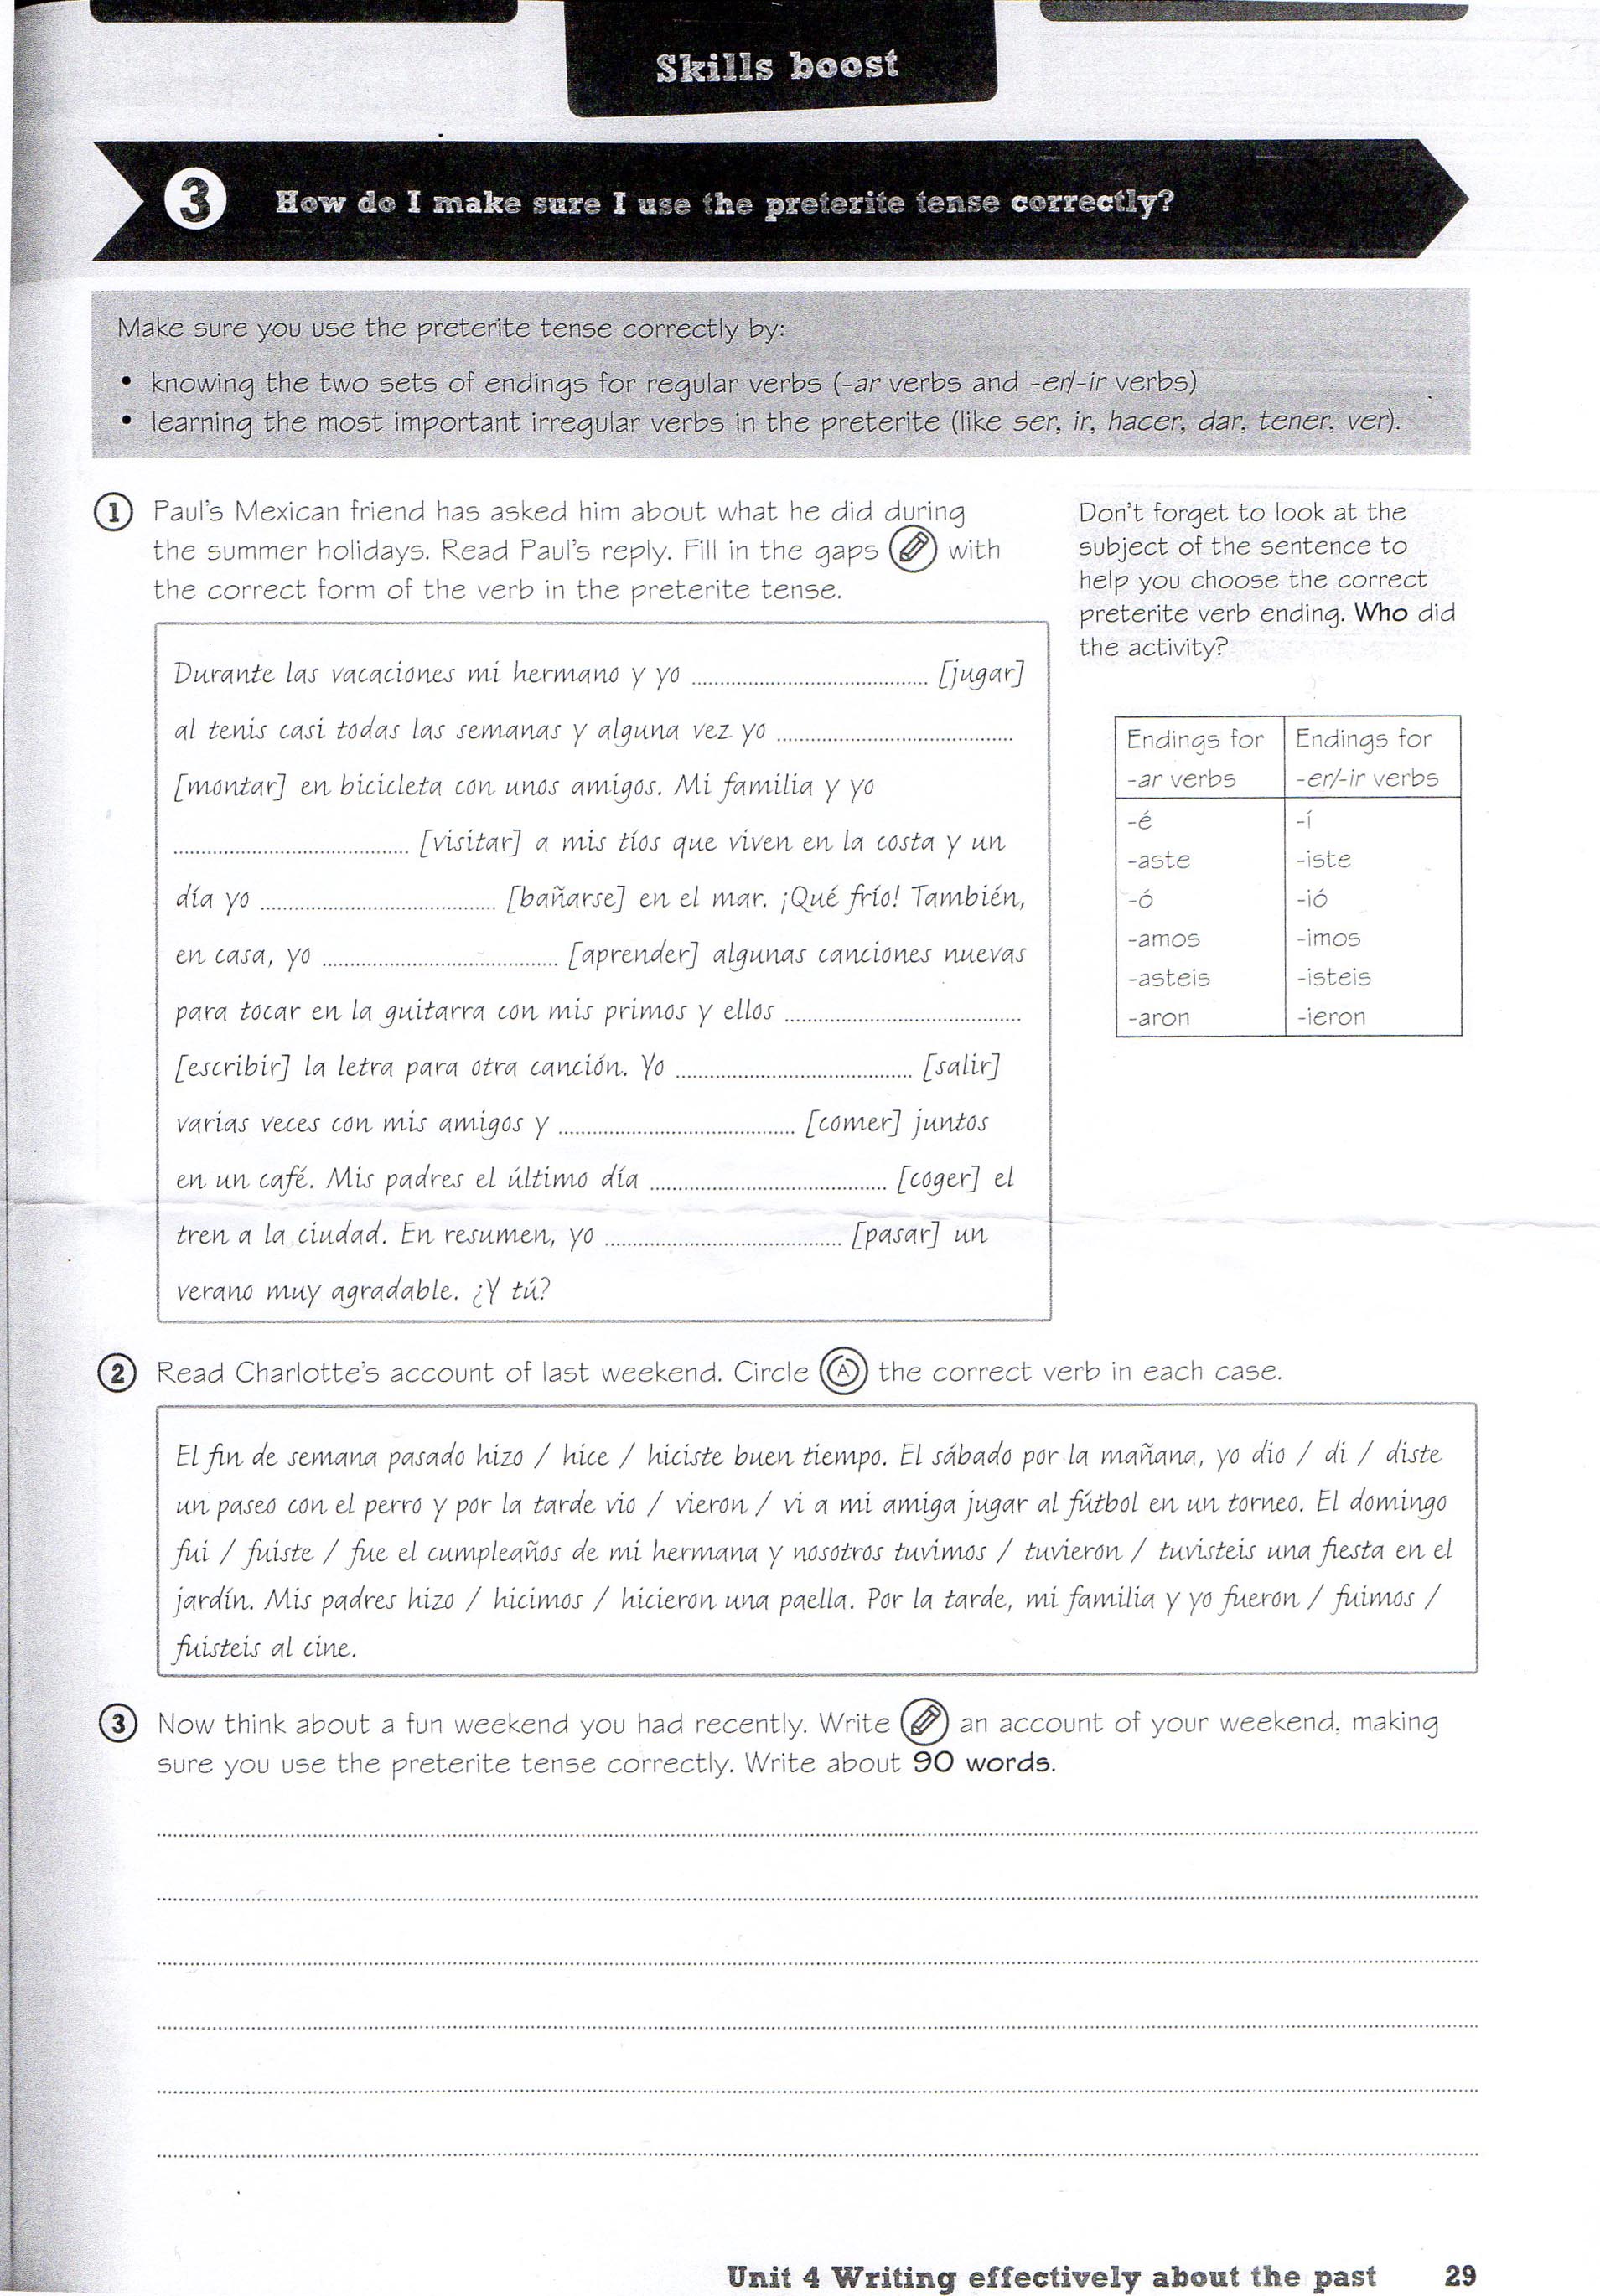 Skills boost
3 How do I make sure I use the preterite tense correctly?
Make sure you use the preterite tense correctly by:
• knowing the two sets of endings for regular verbs (-ar verbs and -er/-ir verbs)
• learning the most important irregular verbs in the preterite (like ser, ir, hacer, dar, tener, ver).
1 Paul's Mexican friend has asked him about what he did during
the summer holidays. Read Paul's reply. Fill in the gaps with
the correct form of the verb in the preterite tense.
Durante las vacaciones mi hermano y yo ........................ [jugar]
al tenis casi todas las semanas y alguna vez yo ........................
[montar] en bicicleta con unos amigos. Mi familia y yo
........................ [visitar] a mis tíos que viven en la costa y un
día yo ........................ [bañarse] en el mar. ¡Qué frío! También,
en casa, yo ........................ [aprender] algunas canciones nuevas
para tocar en la guitarra con mis primos y ellos ........................
[escribir] la letra para otra canción. Yo ........................ [salir]
varias veces con mis amigos y ........................ [comer] juntos
en un café. Mis padres el último día ........................ [coger] el
tren a la ciudad. En resumen, yo ........................ [pasar] un
verano muy agradable. ¿Y tú?
Don't forget to look at the
subject of the sentence to
help you choose the correct
preterite verb ending. Who did
the activity?
Endings for Endings for
-ar verbs -er/-ir verbs
-é -í
-aste -iste
-ó -ió
-amos -imos
-asteis -isteis
-aron -ieron
2 Read Charlotte's account of last weekend. Circle A the correct verb in each case.
El fin de semana pasado hizo / hice / hiciste buen tiempo. El sábado por la mañana, yo dio / di / diste
un paseo con el perro y por la tarde vio / vieron / vi a mi amiga jugar al fútbol en un torneo. El domingo
fui / fuiste / fue el cumpleaños de mi hermana y nosotros tuvimos / tuvieron / tuvisteis una fiesta en el
jardín. Mis padres hizo / hicimos / hicieron una paella. Por la tarde, mi familia y yo fueron / fuimos /
fuisteis al cine.
3 Now think about a fun weekend you had recently. Write an account of your weekend, making
sure you use the preterite tense correctly. Write about 90 words.
Unit 4 Writing effectively about the past 29